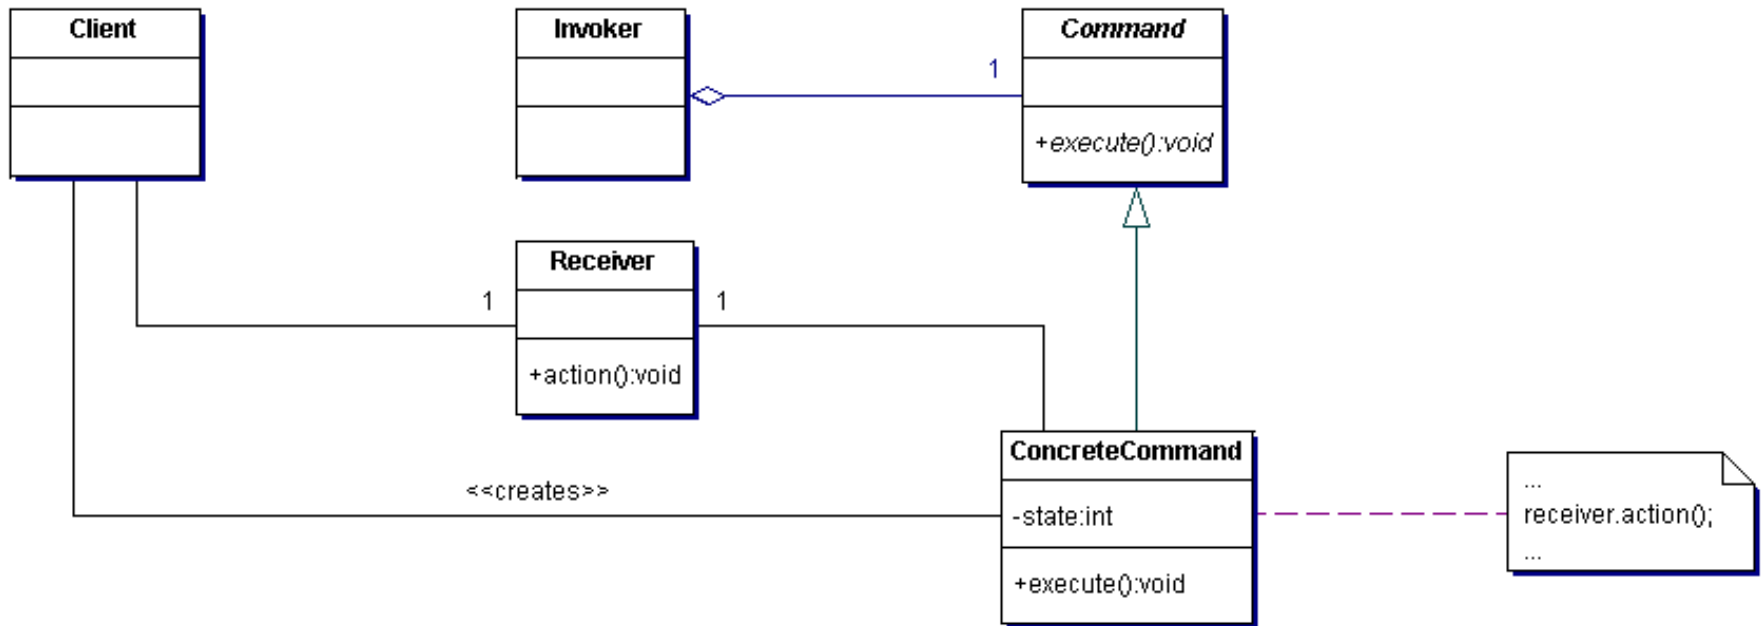 Client
Invoker
Command
1
+execute():void
Receiver
1
1
+action():void
ConcreteCommand
<<creates>>
-state:int
+execute():void
...
receiver.action();
...